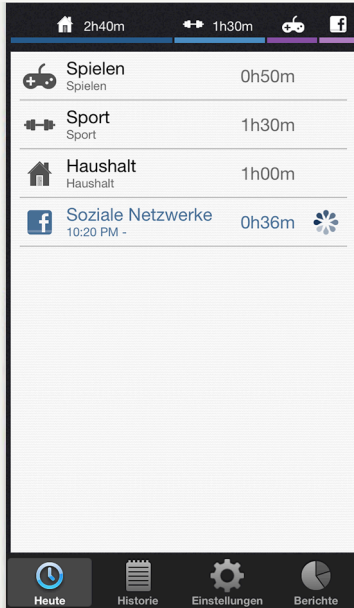 2h40m 1h30m
Spielen 0h50m
Spielen
Sport 1h30m
Sport
Haushalt 1h00m
Haushalt
Soziale Netzwerke 0h36m
10:20 PM -
Heute Historie Einstellungen Berichte